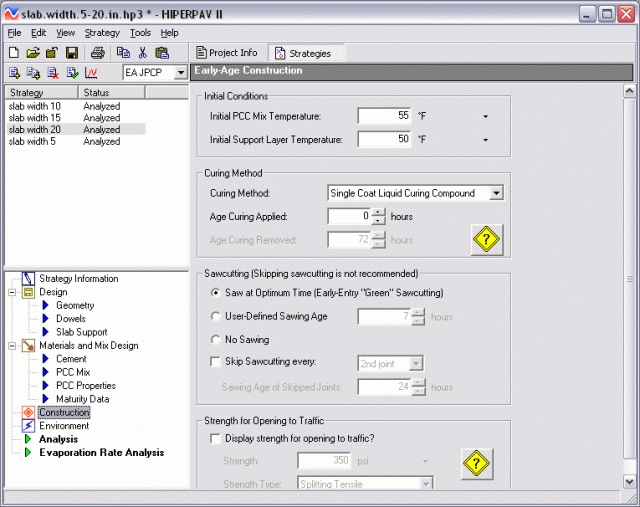 slab.width.5-20.in.hp3 * - HIPERPAV II
File Edit View Strategy Tools Help
Project Info Strategies
EA JPCP
Early-Age Construction
Strategy Status
slab width 10 Analyzed
slab width 15 Analyzed
slab width 20 Analyzed
slab width 5 Analyzed
Strategy Information
Design
Geometry
Dowels
Slab Support
Materials and Mix Design
Cement
PCC Mix
PCC Properties
Maturity Data
Construction
Environment
Analysis
Evaporation Rate Analysis
Initial Conditions
Initial PCC Mix Temperature: 55 °F
Initial Support Layer Temperature: 50 °F
Curing Method
Curing Method: Single Coat Liquid Curing Compound
Age Curing Applied: 0 hours
Age Curing Removed: 72 hours
?
Sawcutting (Skipping sawcutting is not recommended)
Saw at Optimum Time (Early-Entry "Green" Sawcutting)
User-Defined Sawing Age 7 hours
No Sawing
Skip Sawcutting every: 2nd joint
Sawing Age of Skipped Joints: 24 hours
Strength for Opening to Traffic
Display strength for opening to traffic?
Strength: 350 psi
?
Strength Type: Splitting Tensile